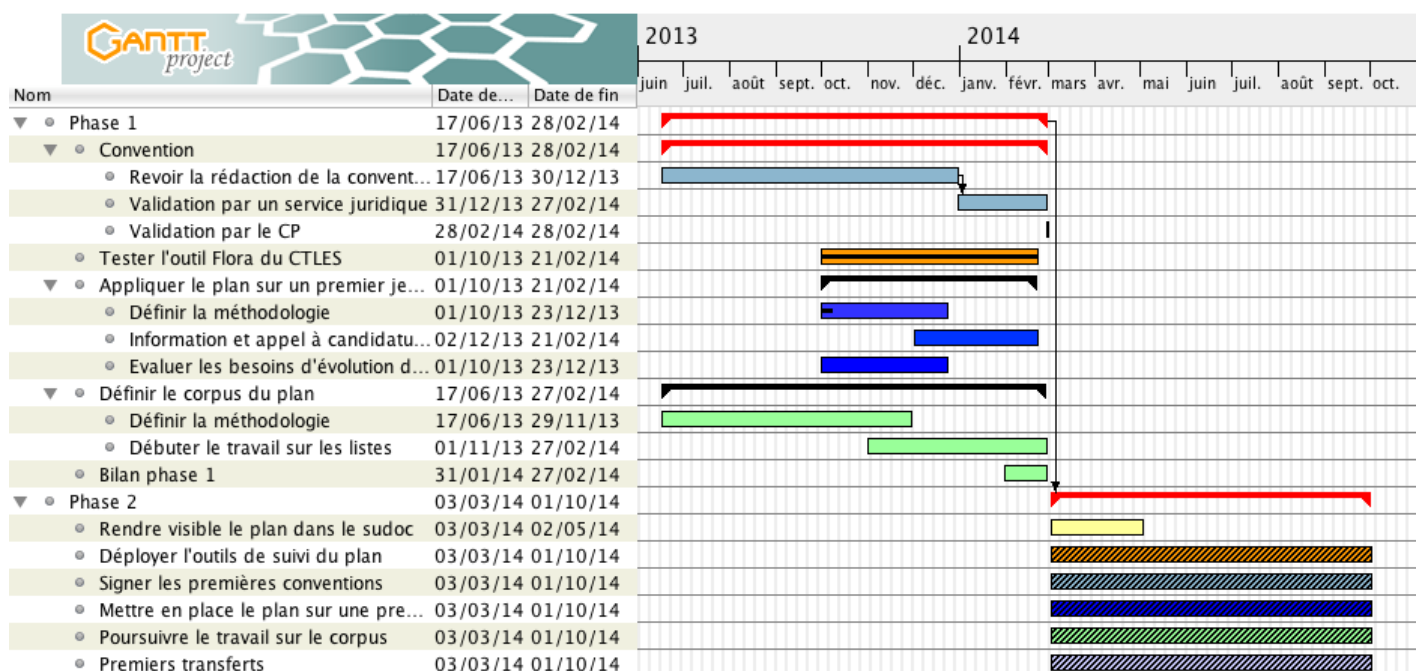 GANTT
project
2013 2014
juin juil. août sept. oct. nov. déc. janv. févr. mars avr. mai juin juil. août sept. oct.
Nom Date de... Date de fin
Phase 1 17/06/13 28/02/14
Convention 17/06/13 28/02/14
Revoir la rédaction de la convent... 17/06/13 30/12/13
Validation par un service juridique 31/12/13 27/02/14
Validation par le CP 28/02/14 28/02/14
Tester l'outil Flora du CTLES 01/10/13 21/02/14
Appliquer le plan sur un premier je... 01/10/13 21/02/14
Définir la méthodologie 01/10/13 23/12/13
Information et appel à candidatu... 02/12/13 21/02/14
Evaluer les besoins d'évolution d... 01/10/13 23/12/13
Définir le corpus du plan 17/06/13 27/02/14
Définir la méthodologie 17/06/13 29/11/13
Débuter le travail sur les listes 01/11/13 27/02/14
Bilan phase 1 31/01/14 27/02/14
Phase 2 03/03/14 01/10/14
Rendre visible le plan dans le sudoc 03/03/14 02/05/14
Déployer l'outils de suivi du plan 03/03/14 01/10/14
Signer les premières conventions 03/03/14 01/10/14
Mettre en place le plan sur une pre... 03/03/14 01/10/14
Poursuivre le travail sur le corpus 03/03/14 01/10/14
Premiers transferts 03/03/14 01/10/14